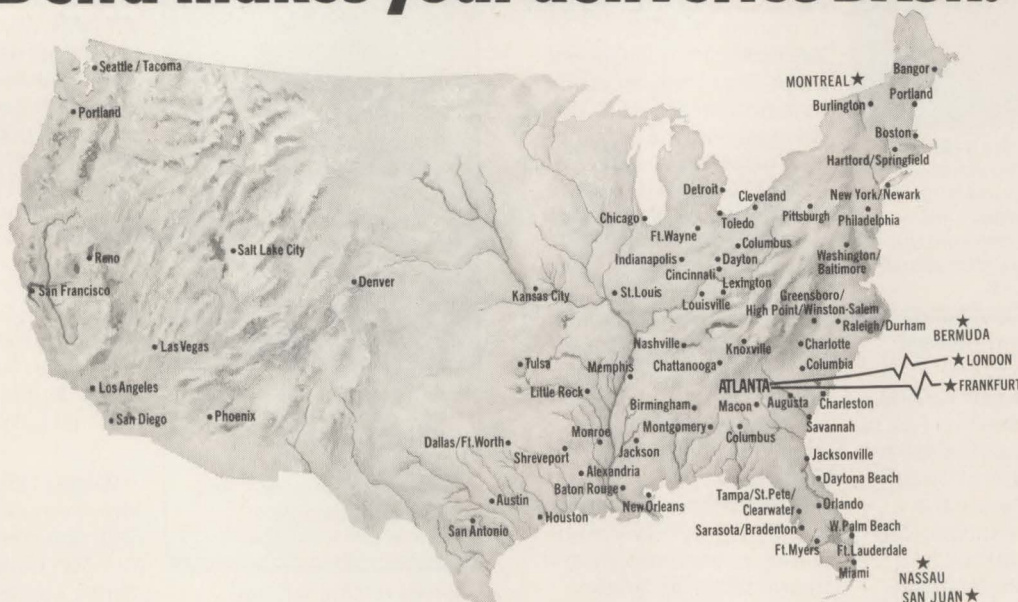 makes your deliveries
Seattle / Tacoma
Portland
Reno
San Francisco
Salt Lake City
Las Vegas
Los Angeles
San Diego
Phoenix
Denver
Kansas City
St.Louis
Tulsa
Little Rock
Memphis
Dallas/Ft.Worth
Shreveport
Monroe
Jackson
Alexandria
Baton Rouge
New Orleans
Austin
San Antonio
Houston
Chicago
Detroit
Cleveland
Toledo
Ft.Wayne
Columbus
Indianapolis
Dayton
Cincinnati
Lexington
Louisville
Pittsburgh
MONTREAL
Bangor
Burlington
Portland
Boston
Hartford/Springfield
New York/Newark
Philadelphia
Washington/
Baltimore
Greensboro/
High Point/Winston-Salem
Raleigh/Durham
Nashville
Knoxville
Charlotte
Chattanooga
Columbia
BERMUDA
ATLANTA
LONDON
FRANKFURT
Birmingham
Macon
Augusta
Charleston
Montgomery
Columbus
Savannah
Jacksonville
Daytona Beach
Tampa/St.Pete/
Clearwater
Orlando
Sarasota/Bradenton
W.Palm Beach
Ft.Myers
Ft.Lauderdale
Miami
NASSAU
SAN JUAN